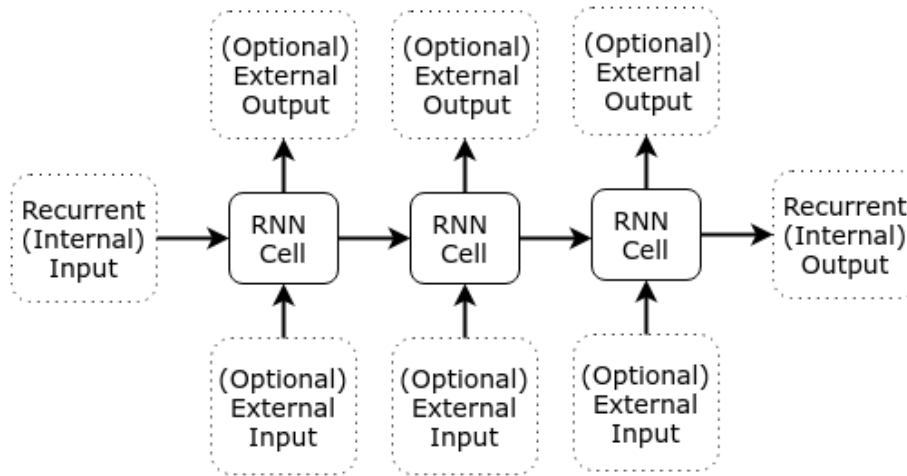 (Optional)
External
Output
(Optional)
External
Output
(Optional)
External
Output
Recurrent
(Internal)
Input
RNN
Cell
RNN
Cell
RNN
Cell
Recurrent
(Internal)
Output
(Optional)
External
Input
(Optional)
External
Input
(Optional)
External
Input